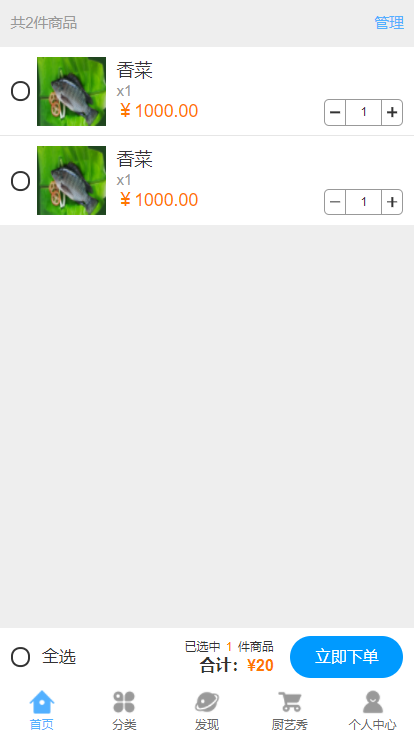 共2件商品 管理
香菜
x1
￥1000.00
1
香菜
x1
￥1000.00
1
全选
已选中 1 件商品
合计：¥20
立即下单
首页 分类 发现 厨艺秀 个人中心